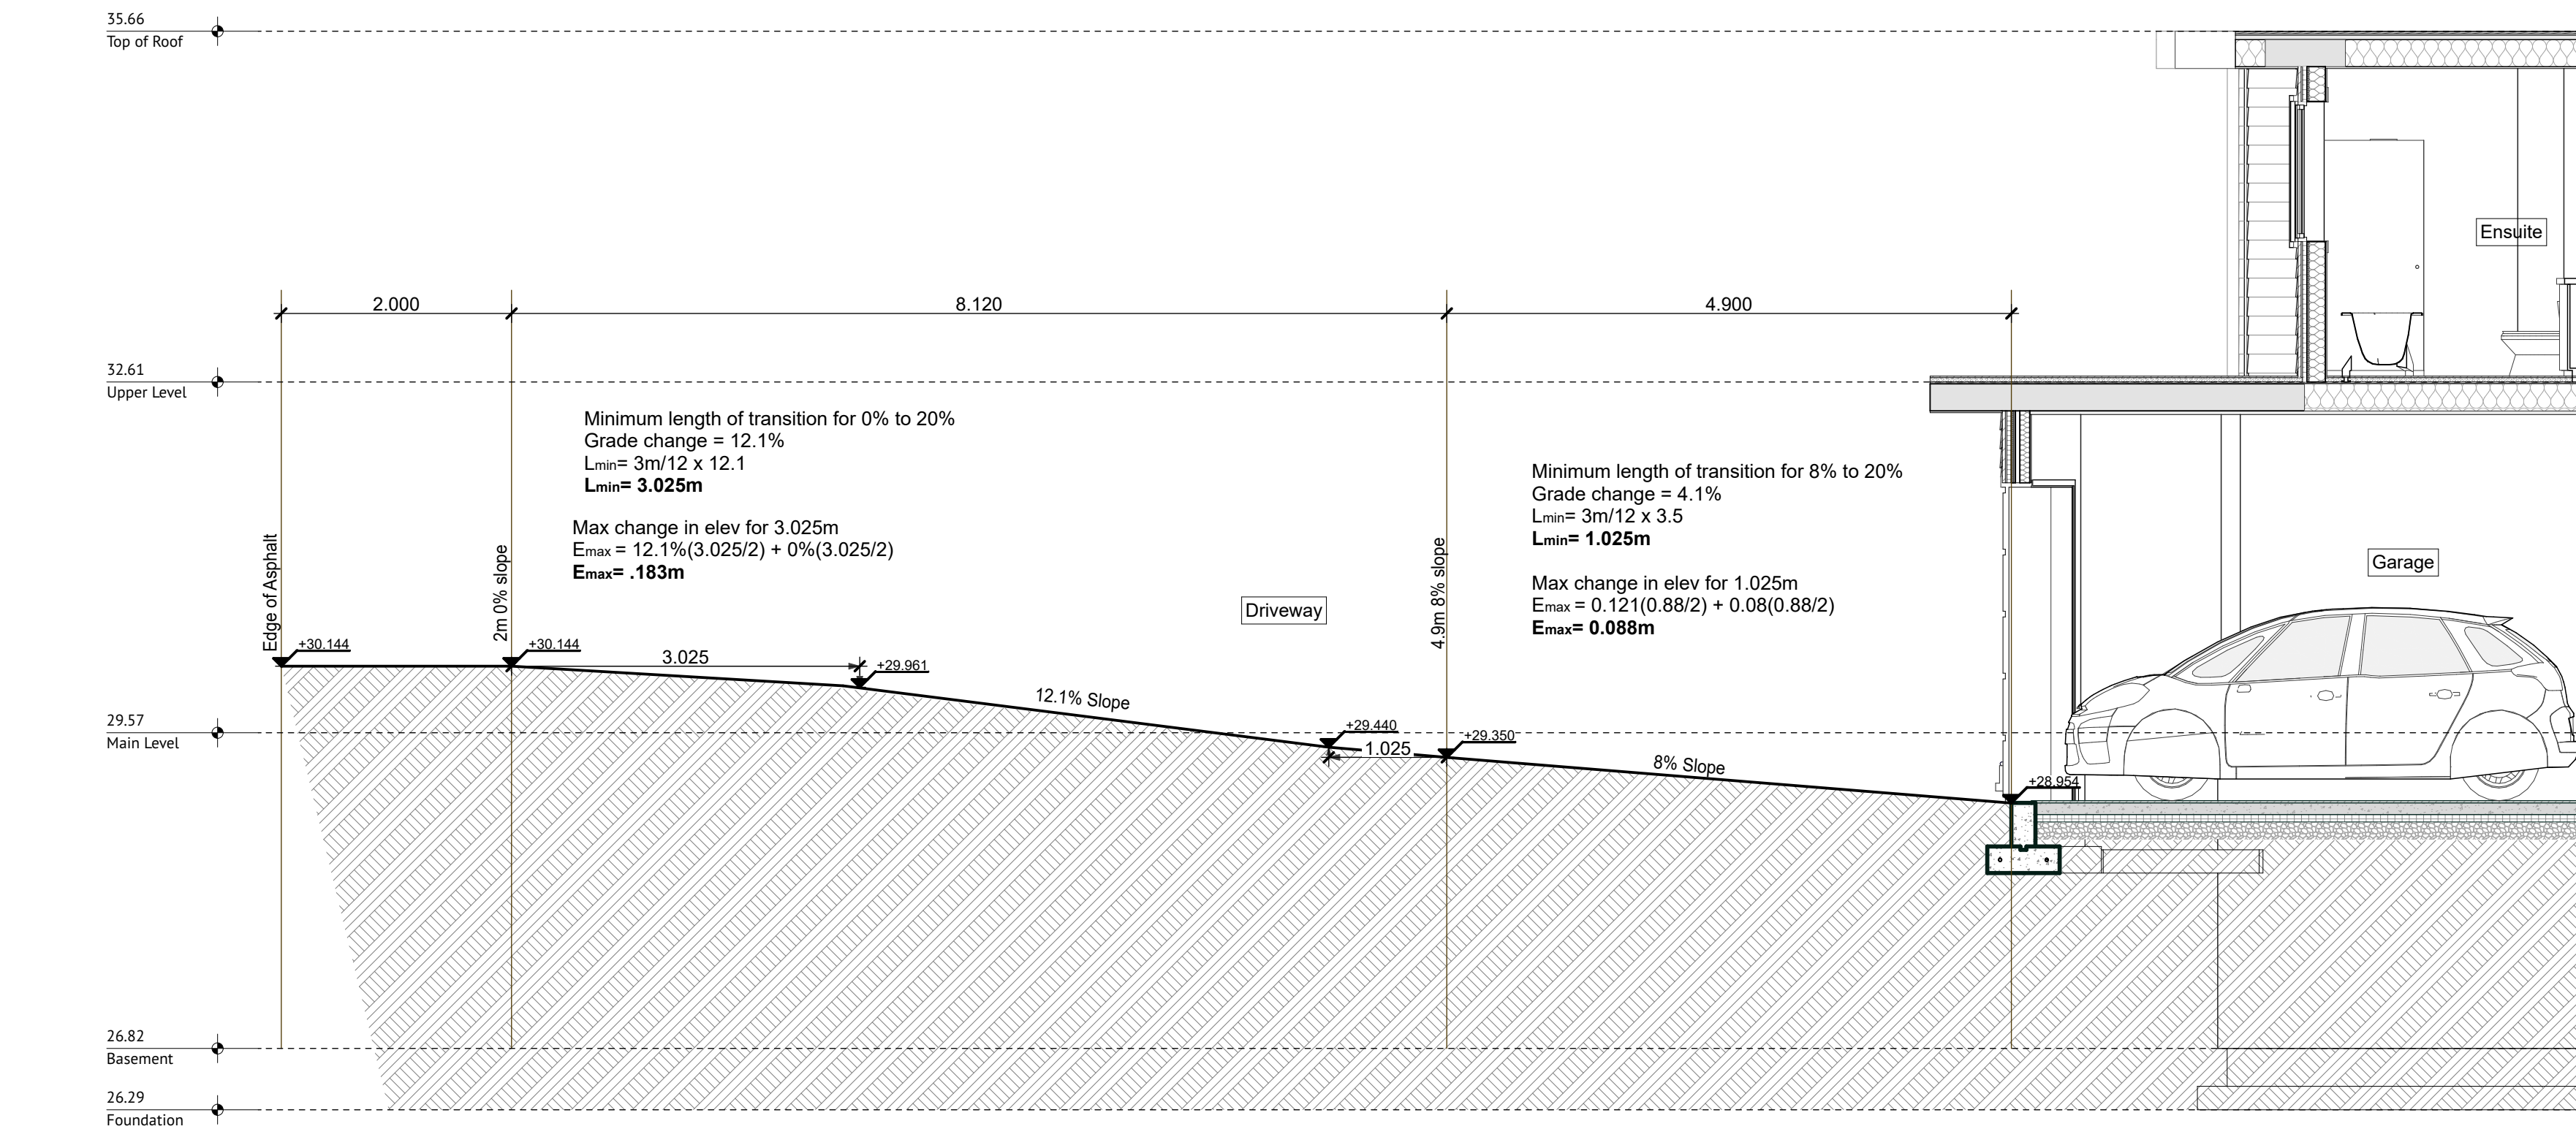 35.66
Top of Roof
Ensuite
2.000
8.120
4.900
32.61
Upper Level
Minimum length of transition for 0% to 20%
Grade change = 12.1%
Lmin= 3m/12 x 12.1
Lmin= 3.025m
Max change in elev for 3.025m
Emax = 12.1%(3.025/2) + 0%(3.025/2)
Emax= .183m
Minimum length of transition for 8% to 20%
Grade change = 4.1%
Lmin= 3m/12 x 3.5
Lmin= 1.025m
Max change in elev for 1.025m
Emax = 0.121(0.88/2) + 0.08(0.88/2)
Emax= 0.088m
Edge of Asphalt
2m 0% slope
4.9m 8% slope
Driveway
Garage
+30.144
+30.144
3.025
+29.961
12.1% Slope
+29.440
1.025
+29.350
8% Slope
+28.954
29.57
Main Level
26.82
Basement
26.29
Foundation